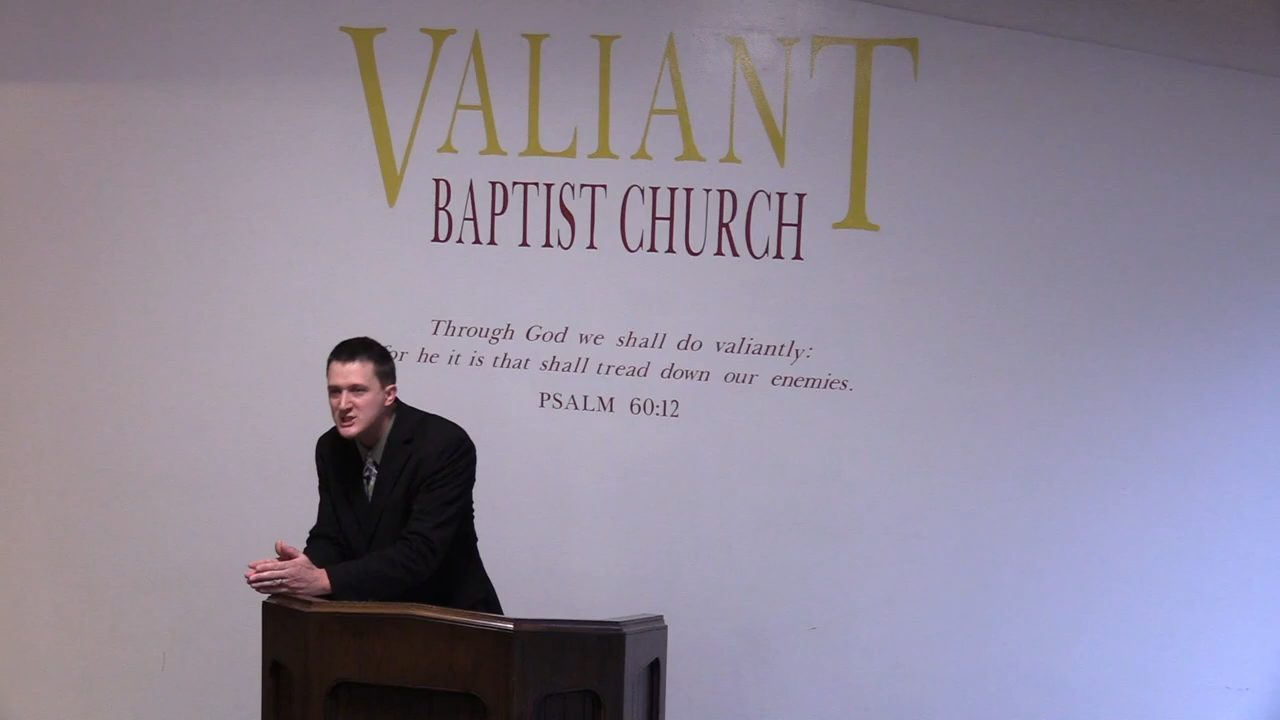 VALIANT
BAPTIST CHURCH
Through God we shall do valiantly:
for he it is that shall tread down our enemies.
PSALM 60:12